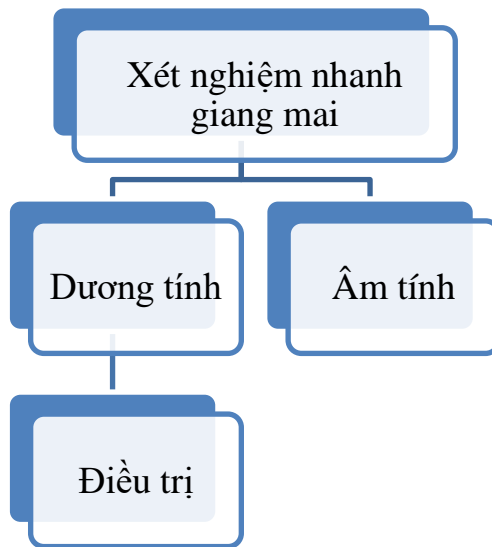 Xét nghiệm nhanh
giang mai
Dương tính
Âm tính
Điều trị